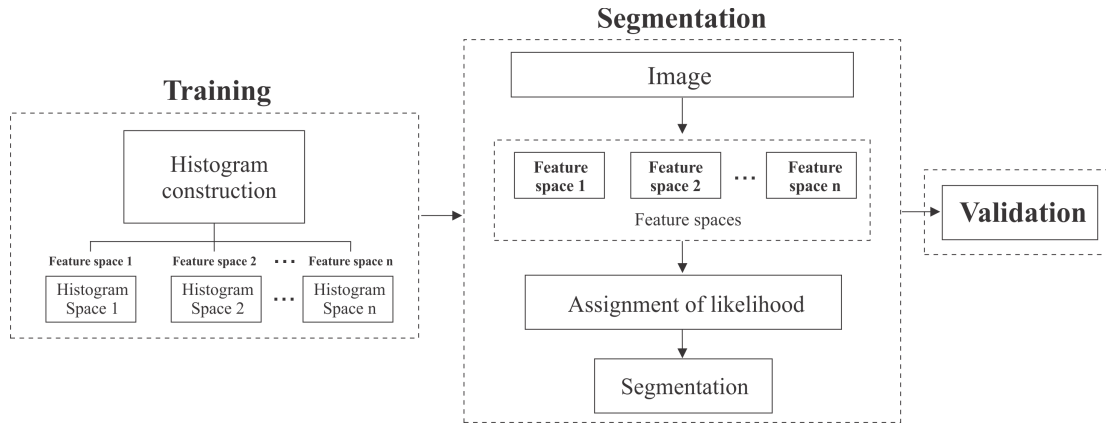 Training
Histogram
construction
Feature space 1 Feature space 2 ... Feature space n
Histogram
Space 1
Histogram
Space 2
...
Histogram
Space n
Segmentation
Image
Feature
space 1
Feature
space 2
...
Feature
space n
Feature spaces
Assignment of likelihood
Segmentation
Validation